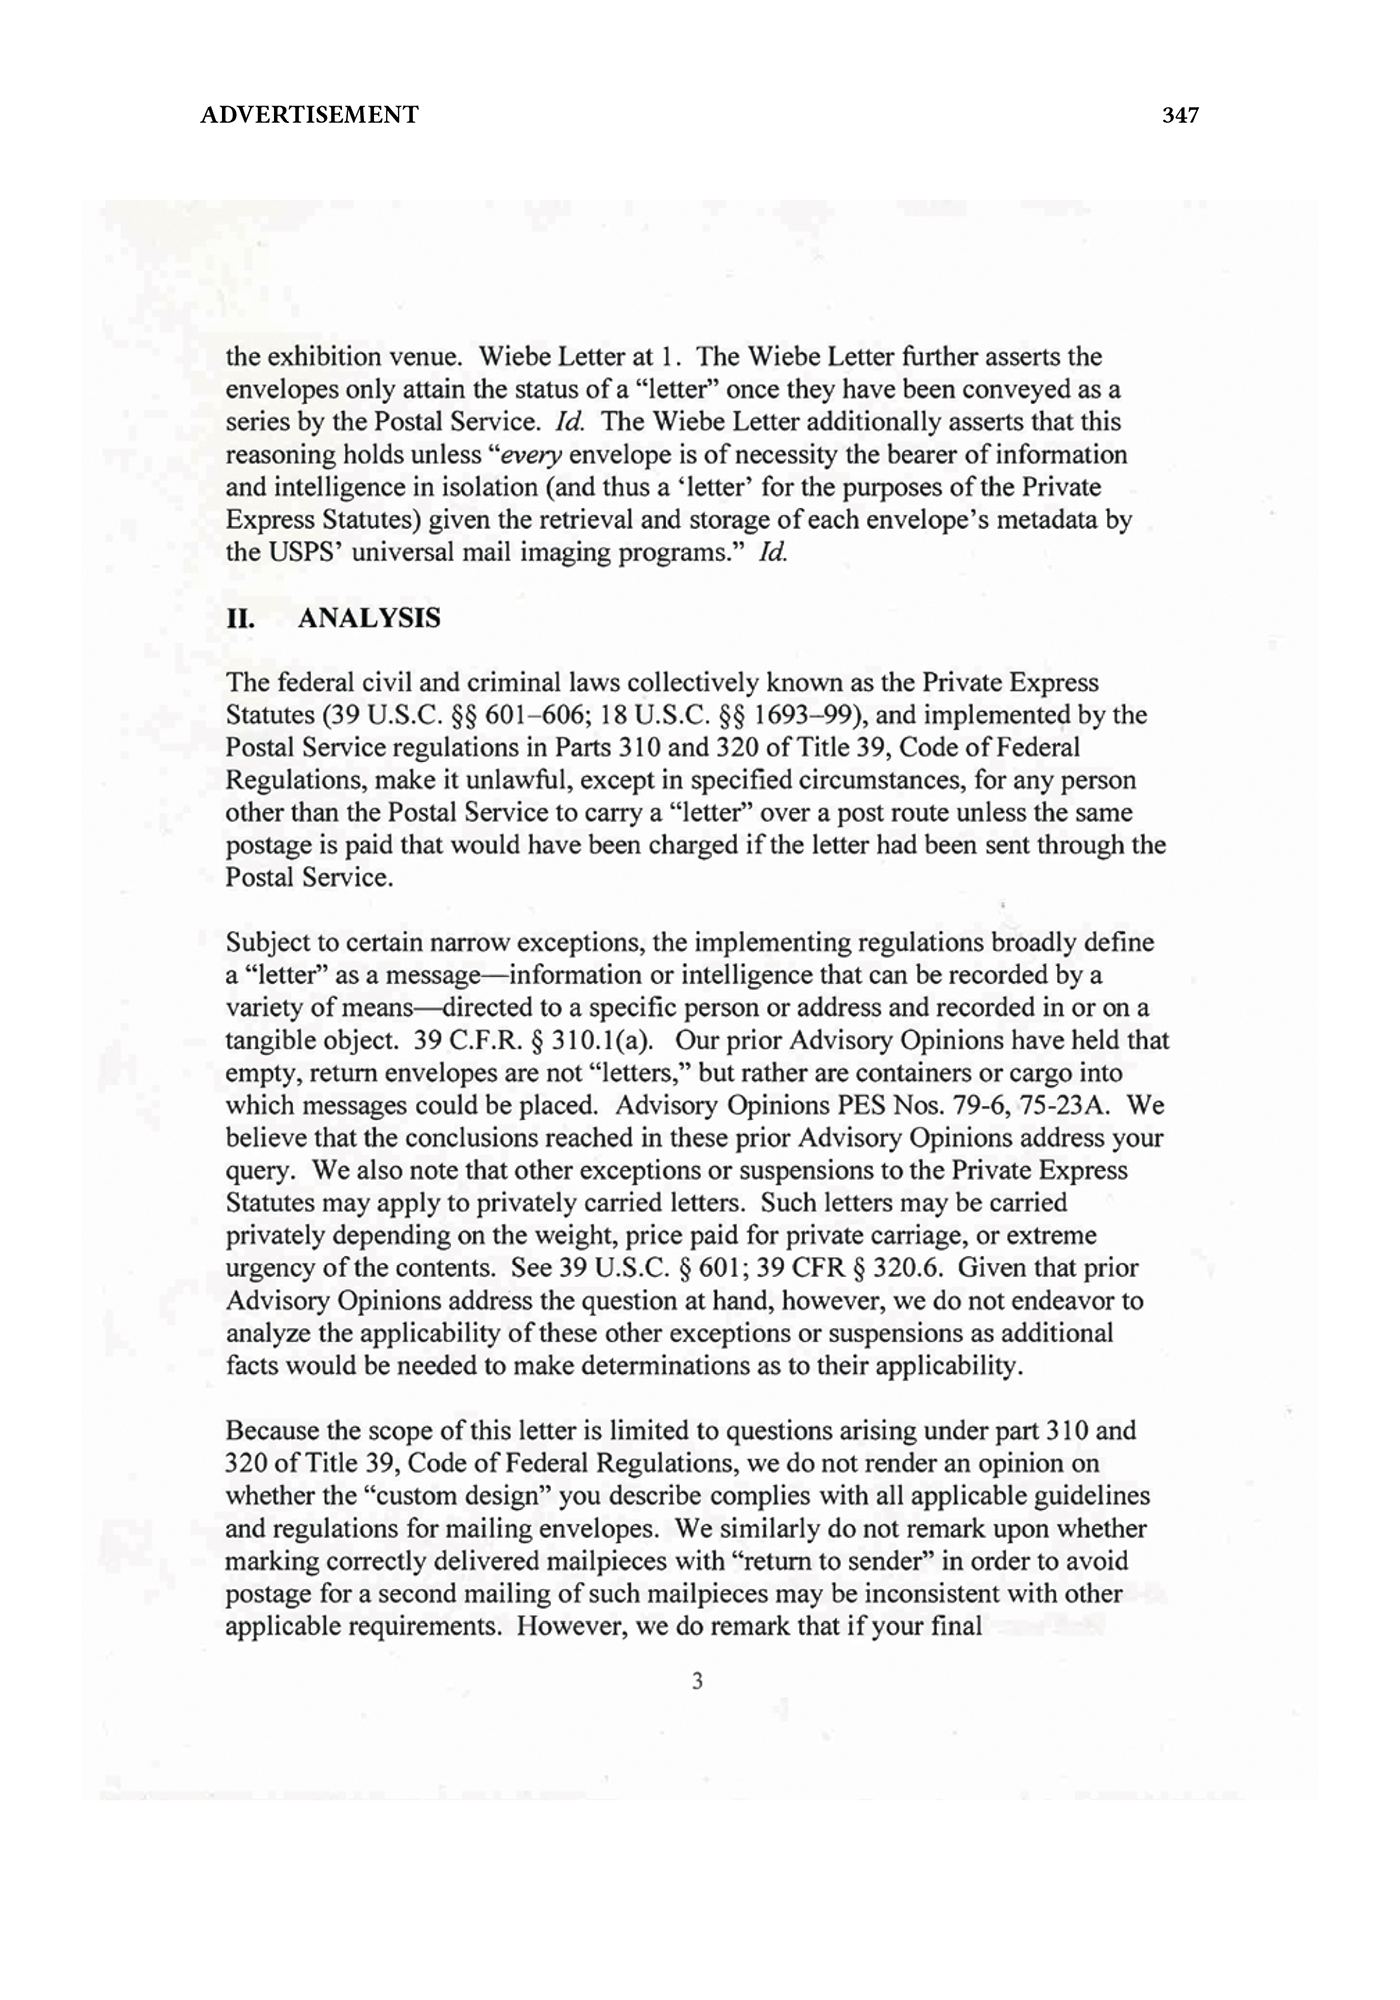 ADVERTISEMENT 347
the exhibition venue. Wiebe Letter at 1. The Wiebe Letter further asserts the
envelopes only attain the status of a “letter” once they have been conveyed as a
series by the Postal Service. Id. The Wiebe Letter additionally asserts that this
reasoning holds unless “every envelope is of necessity the bearer of information
and intelligence in isolation (and thus a ‘letter’ for the purposes of the Private
Express Statutes) given the retrieval and storage of each envelope’s metadata by
the USPS’ universal mail imaging programs.” Id.
II. ANALYSIS
The federal civil and criminal laws collectively known as the Private Express
Statutes (39 U.S.C. §§ 601–606; 18 U.S.C. §§ 1693–99), and implemented by the
Postal Service regulations in Parts 310 and 320 of Title 39, Code of Federal
Regulations, make it unlawful, except in specified circumstances, for any person
other than the Postal Service to carry a “letter” over a post route unless the same
postage is paid that would have been charged if the letter had been sent through the
Postal Service.
Subject to certain narrow exceptions, the implementing regulations broadly define
a “letter” as a message—information or intelligence that can be recorded by a
variety of means—directed to a specific person or address and recorded in or on a
tangible object. 39 C.F.R. § 310.1(a). Our prior Advisory Opinions have held that
empty, return envelopes are not “letters,” but rather are containers or cargo into
which messages could be placed. Advisory Opinions PES Nos. 79-6, 75-23A. We
believe that the conclusions reached in these prior Advisory Opinions address your
query. We also note that other exceptions or suspensions to the Private Express
Statutes may apply to privately carried letters. Such letters may be carried
privately depending on the weight, price paid for private carriage, or extreme
urgency of the contents. See 39 U.S.C. § 601; 39 CFR § 320.6. Given that prior
Advisory Opinions address the question at hand, however, we do not endeavor to
analyze the applicability of these other exceptions or suspensions as additional
facts would be needed to make determinations as to their applicability.
Because the scope of this letter is limited to questions arising under part 310 and
320 of Title 39, Code of Federal Regulations, we do not render an opinion on
whether the “custom design” you describe complies with all applicable guidelines
and regulations for mailing envelopes. We similarly do not remark upon whether
marking correctly delivered mailpieces with “return to sender” in order to avoid
postage for a second mailing of such mailpieces may be inconsistent with other
applicable requirements. However, we do remark that if your final
3